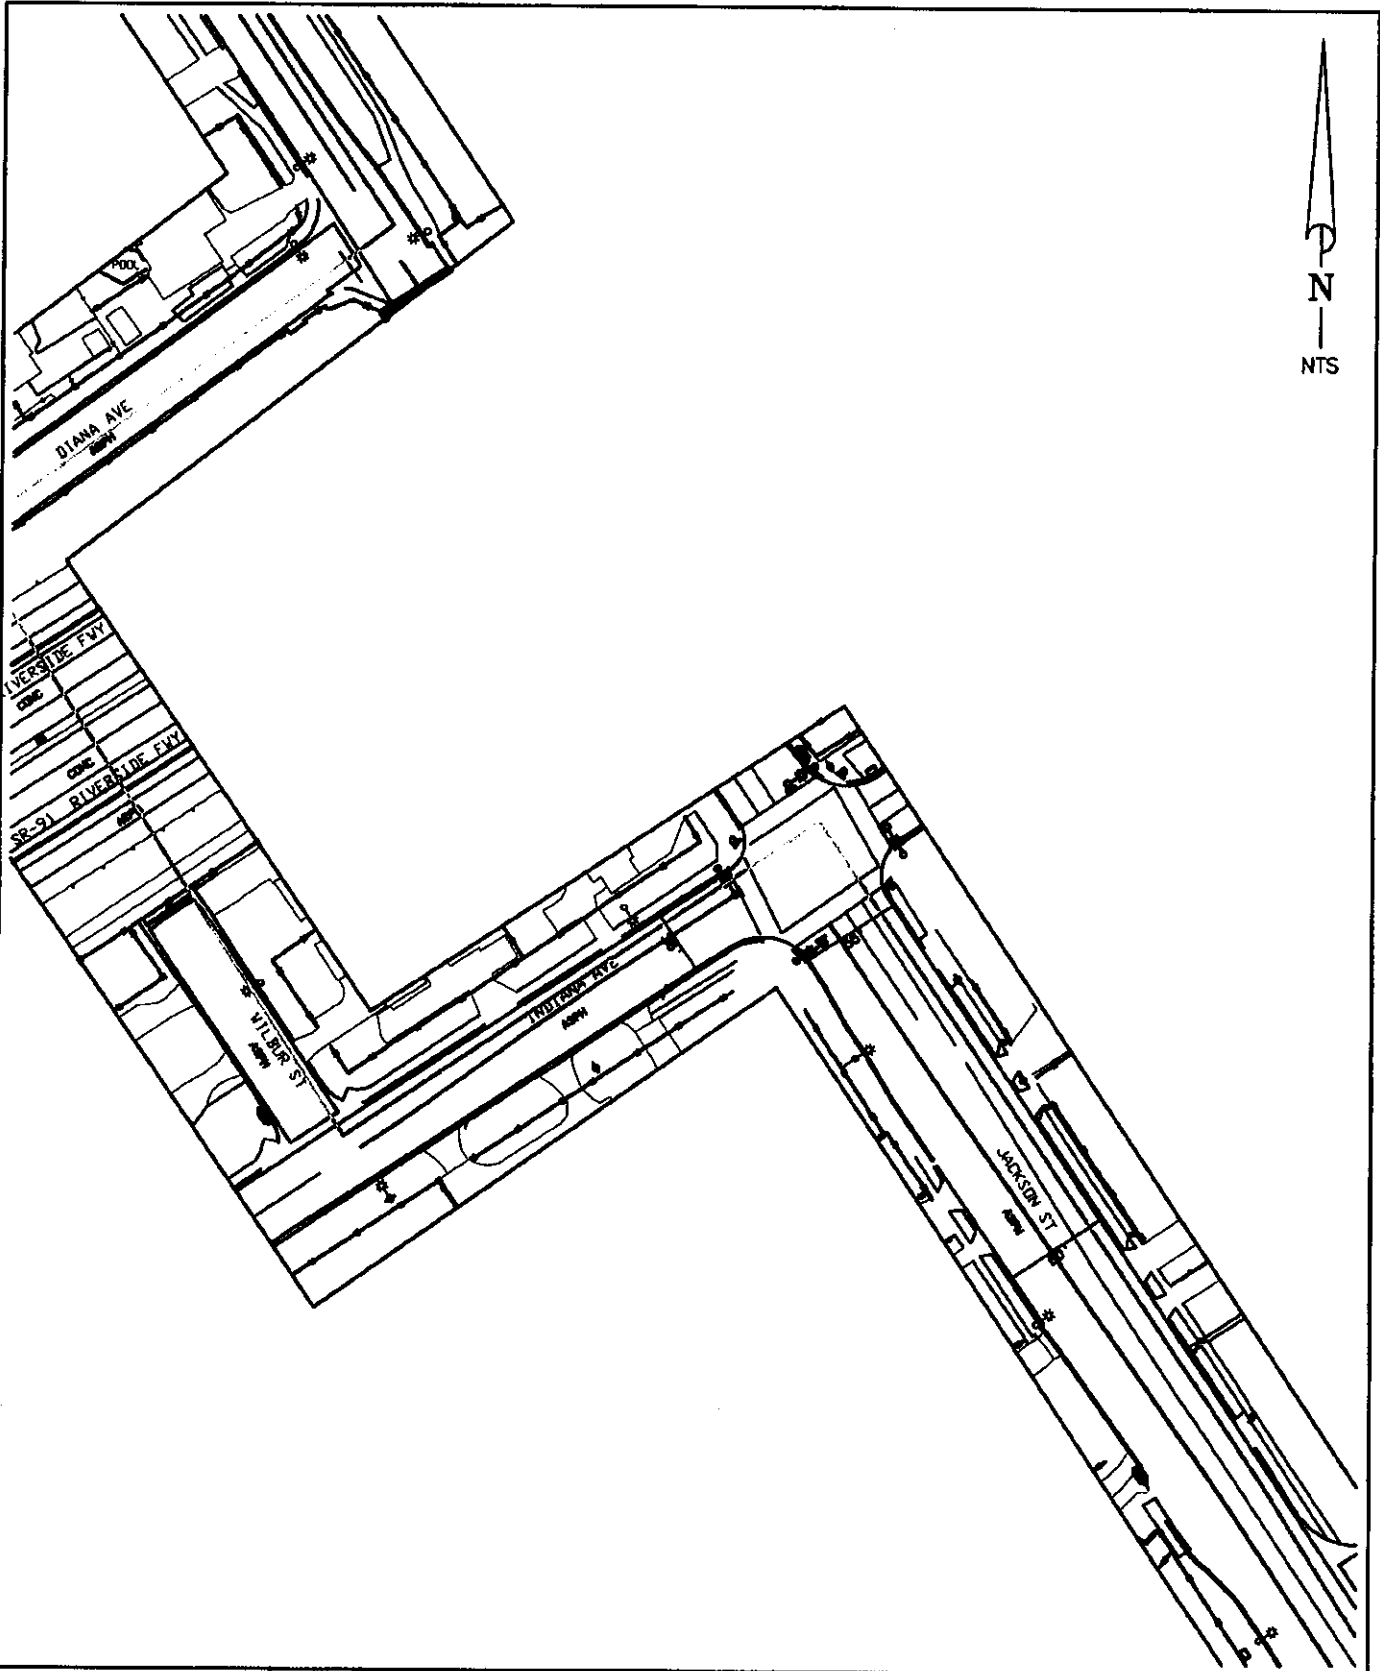 N
NTS
POOL
DIANA AVE
ASPH
RIVERSIDE FWY
CONC
CONC
SR-91 RIVERSIDE FWY
ASPH
WILBUR ST
ASPH
INDIANA AVE
ASPH
JACKSON ST
ASPH